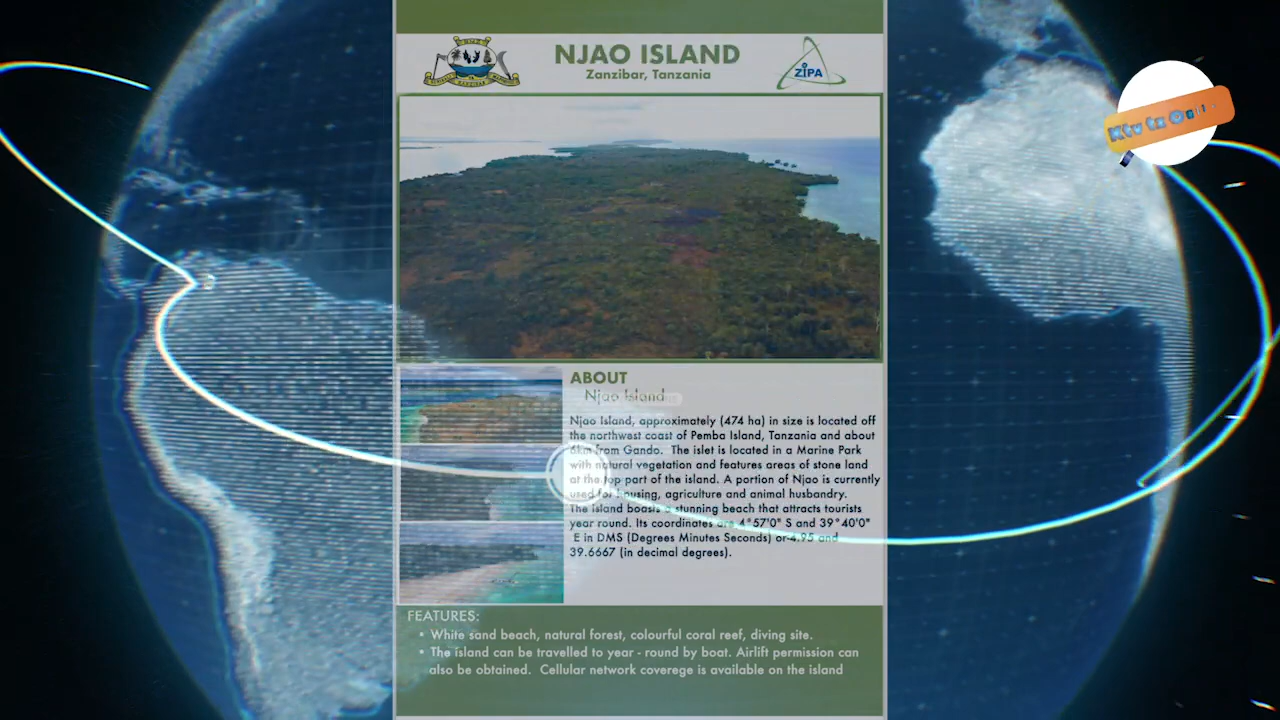 NJAO ISLAND
Zanzibar, Tanzania
ZIPA
Ktv tz
ABOUT
Njao Island
Njao Island, approximately (474 ha) in size is located off
the northwest coast of Pemba Island, Tanzania and about
6km from Gando. The islet is located in a Marine Park
with natural vegetation and features areas of stone land
at the top part of the island. A portion of Njao is currently
used for housing, agriculture and animal husbandry.
The Island boasts stunning beach that attracts tourists
year round. Its coordinates are 4°57'0" S and 39°40'0"
E in DMS (Degrees Minutes Seconds) or-4.95 and
39.6667 (in decimal degrees).
FEATURES:
• White sand beach, natural forest, colourful coral reef, diving site.
• The island can be travelled to year - round by boat. Airlift permission can
also be obtained. Cellular network coverege is available on the island